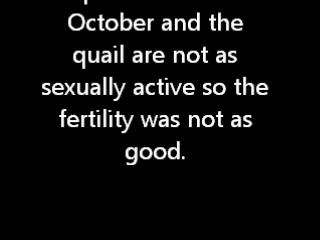 October and the
quail are not as
sexually active so the
fertility was not as
good.